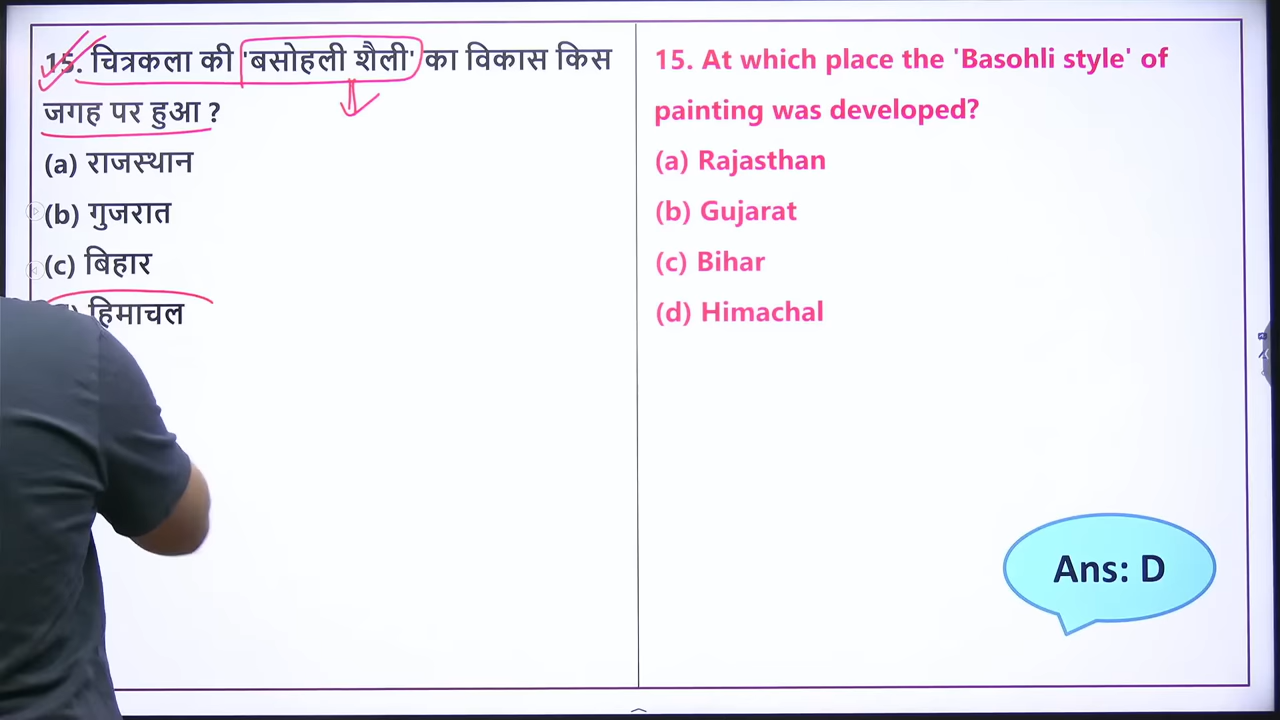 15. चित्रकला की 'बसोहली शैली' का विकास किस
जगह पर हुआ ?
(a) राजस्थान
(b) गुजरात
(c) बिहार
हिमाचल
15. At which place the 'Basohli style' of
painting was developed?
(a) Rajasthan
(b) Gujarat
(c) Bihar
(d) Himachal
Ans: D